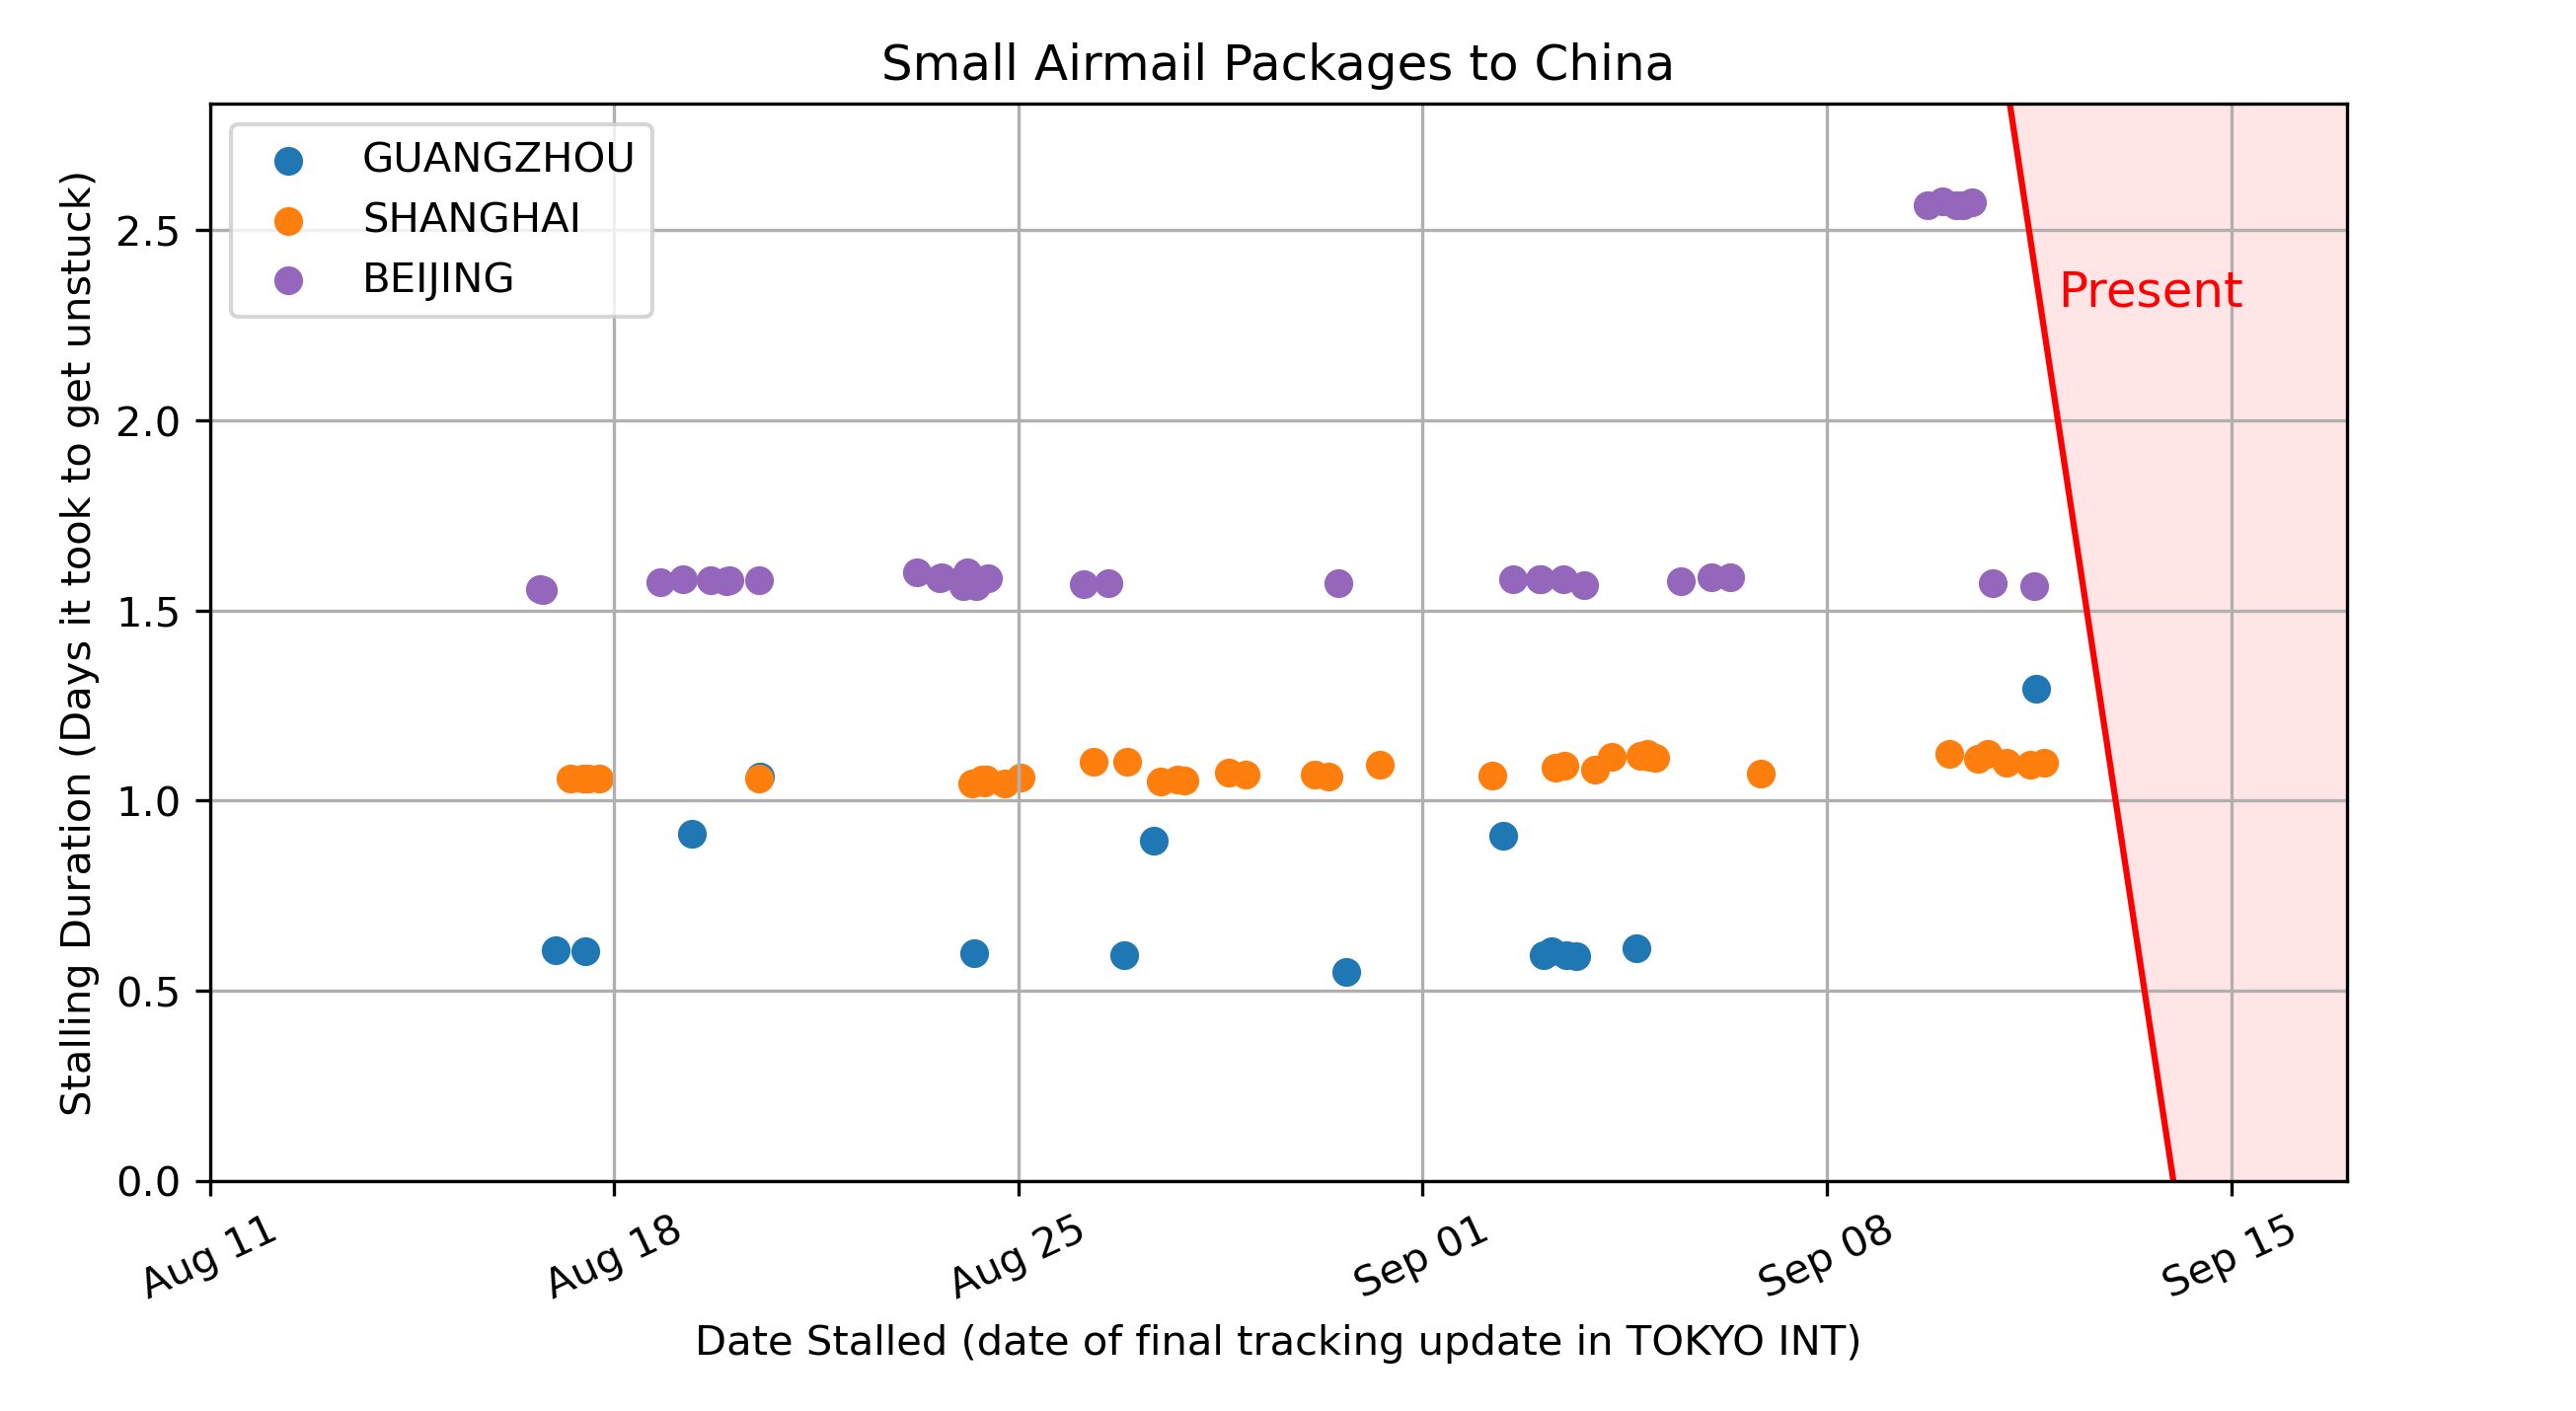 Small Airmail Packages to China
GUANGZHOU
SHANGHAI
BEIJING
Present
Stalling Duration (Days it took to get unstuck)
2.5
2.0
1.5
1.0
0.5
0.0
Aug 11
Aug 18
Aug 25
Sep 01
Sep 08
Sep 15
Date Stalled (date of final tracking update in TOKYO INT)